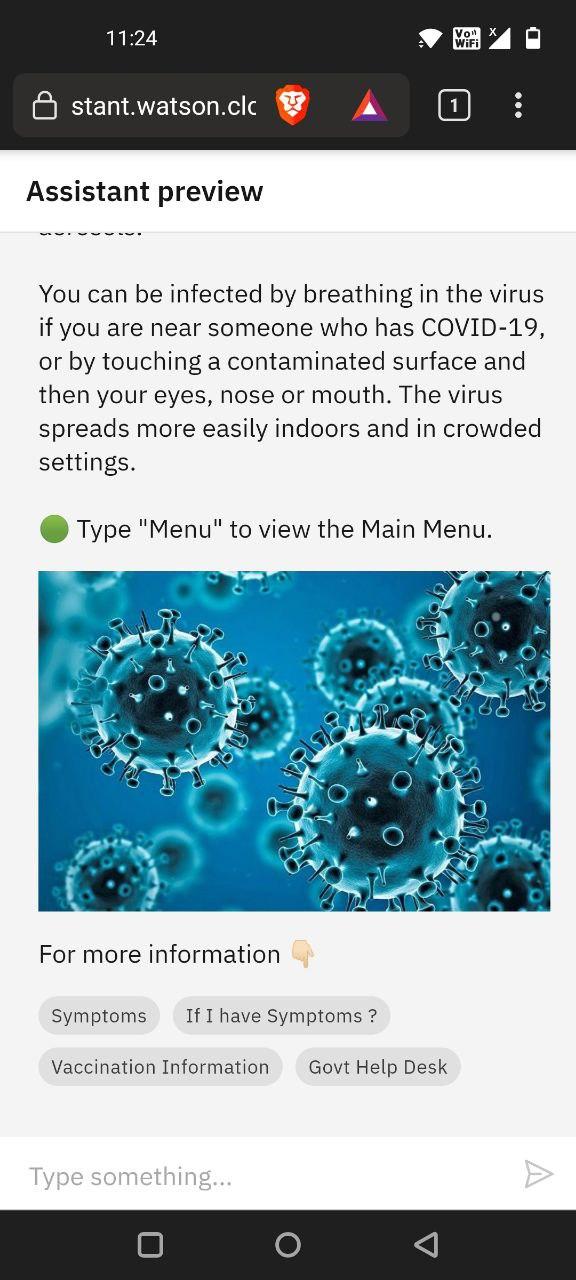 11:24
Vo))
WiFi
X
stant.watson.clc
1
Assistant preview
You can be infected by breathing in the virus
if you are near someone who has COVID-19,
or by touching a contaminated surface and
then your eyes, nose or mouth. The virus
spreads more easily indoors and in crowded
settings.
Type "Menu" to view the Main Menu.
For more information
Symptoms
If I have Symptoms ?
Vaccination Information
Govt Help Desk
Type something...